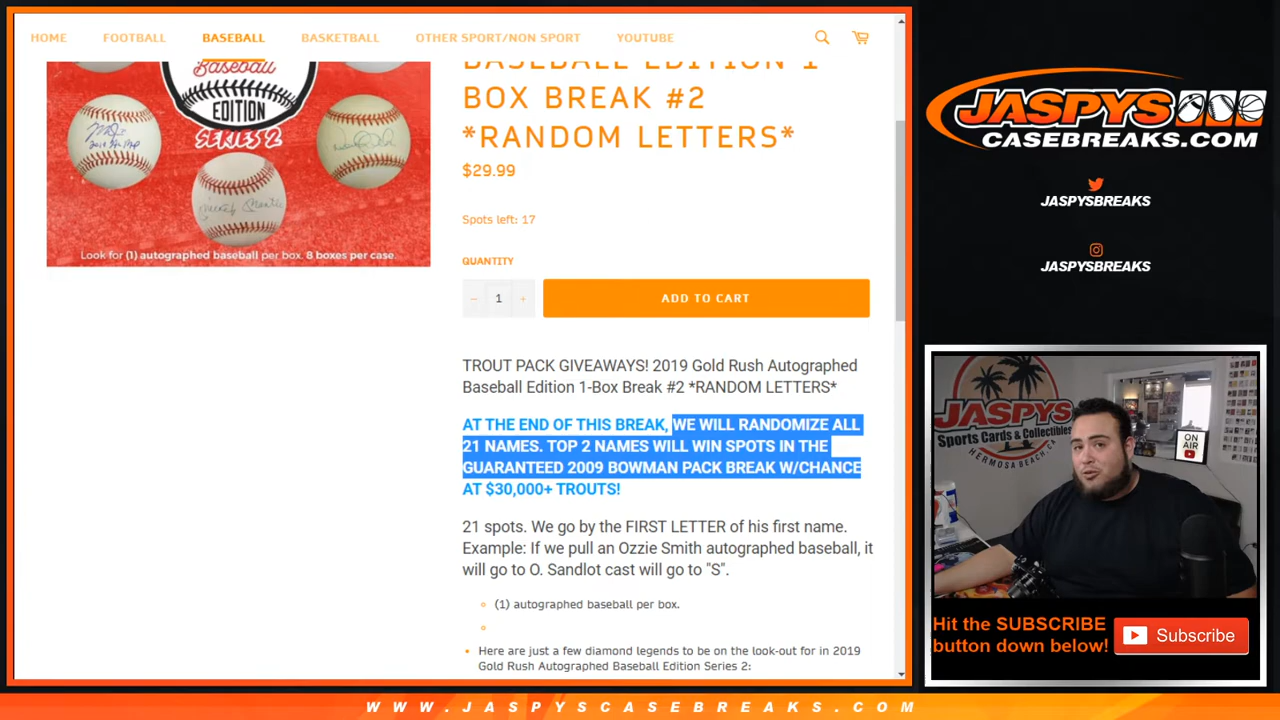 HOME FOOTBALL BASEBALL BASKETBALL OTHER SPORT/NON SPORT YOUTUBE
Baseball
EDITION
SERIES 2
Look for (1) autographed baseball per box. 8 boxes per case.
BASEBALL EDITION 1
BOX BREAK #2
*RANDOM LETTERS*
$29.99
Spots left: 17
QUANTITY
− 1 +
ADD TO CART
TROUT PACK GIVEAWAYS! 2019 Gold Rush Autographed
Baseball Edition 1-Box Break #2 *RANDOM LETTERS*
AT THE END OF THIS BREAK, WE WILL RANDOMIZE ALL
21 NAMES. TOP 2 NAMES WILL WIN SPOTS IN THE
GUARANTEED 2009 BOWMAN PACK BREAK W/CHANCE
AT $30,000+ TROUTS!
21 spots. We go by the FIRST LETTER of his first name.
Example: If we pull an Ozzie Smith autographed baseball, it
will go to O. Sandlot cast will go to "S".
(1) autographed baseball per box.
Here are just a few diamond legends to be on the look-out for in 2019
Gold Rush Autographed Baseball Edition Series 2:
JASPYS
CASEBREAKS.COM
JASPYSBREAKS
JASPYSBREAKS
JASPYS
Sports Cards & Collectibles
HERMOSA BEACH, CA
ON
AIR
Hit the SUBSCRIBE
button down below!
Subscribe
WWW.JASPYSCASEBREAKS.COM